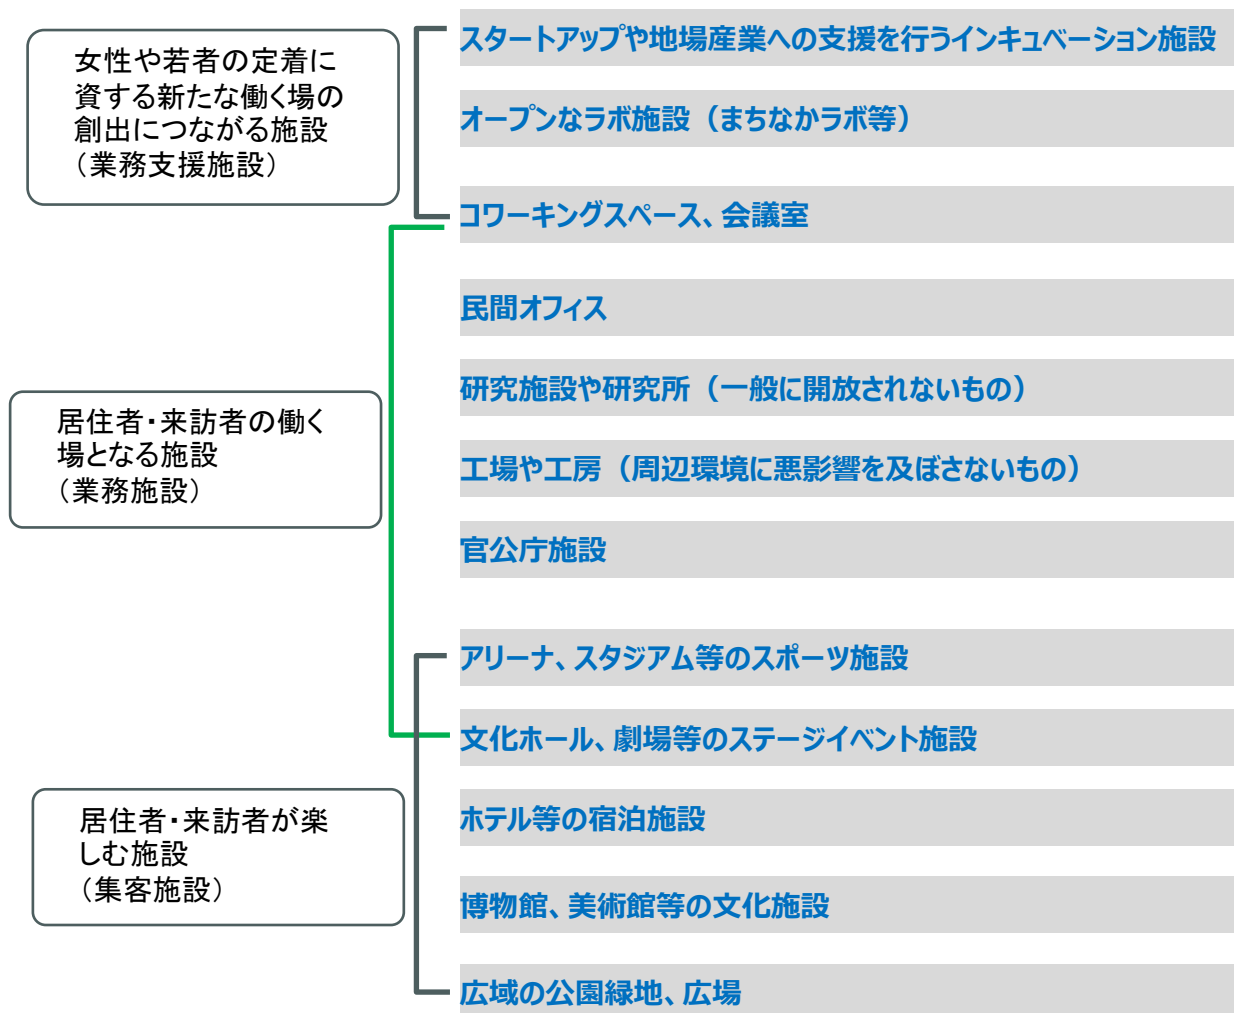 女性や若者の定着に
資する新たな働く場の
創出につながる施設
（業務支援施設）
スタートアップや地場産業への支援を行うインキュベーション施設
オープンなラボ施設（まちなかラボ等）
コワーキングスペース、会議室
居住者・来訪者の働く
場となる施設
（業務施設）
民間オフィス
研究施設や研究所（一般に開放されないもの）
工場や工房（周辺環境に悪影響を及ぼさないもの）
官公庁施設
居住者・来訪者が楽
しむ施設
（集客施設）
アリーナ、スタジアム等のスポーツ施設
文化ホール、劇場等のステージイベント施設
ホテル等の宿泊施設
博物館、美術館等の文化施設
広域の公園緑地、広場